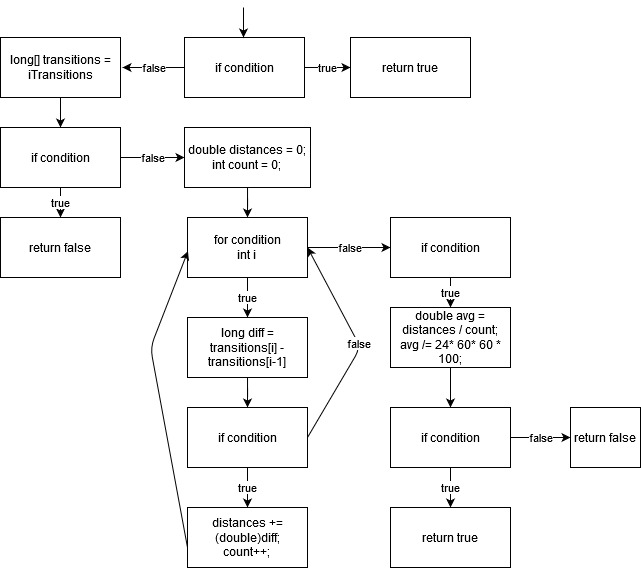 long[] transitions =
iTransitions
false
if condition
true
return true
if condition
false
double distances = 0;
int count = 0;
true
return false
for condition
int i
false
if condition
true
true
long diff =
transitions[i] -
transitions[i-1]
double avg =
distances / count;
avg /= 24* 60* 60 *
100;
false
if condition
if condition
false
return false
true
true
distances +=
(double)diff;
count++;
return true